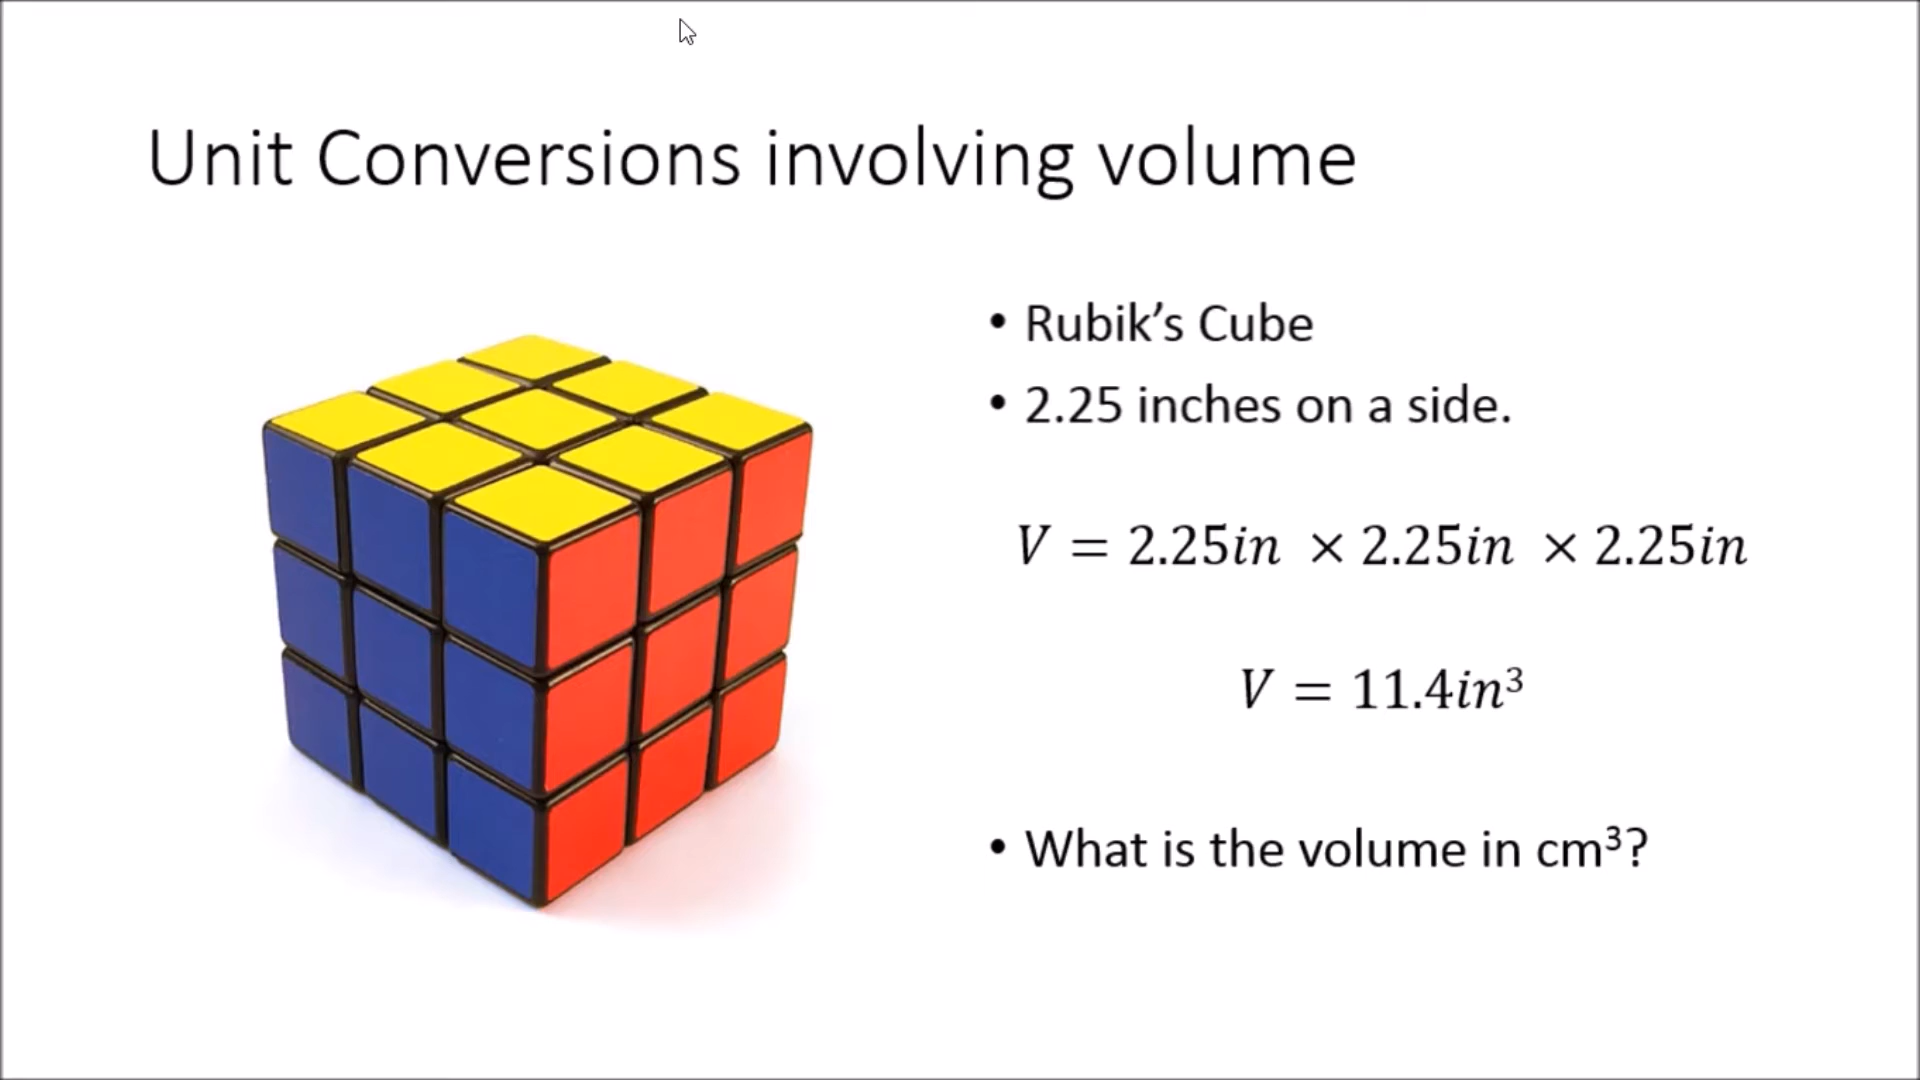 Unit Conversions involving volume
• Rubik’s Cube
• 2.25 inches on a side.
V = 2.25in × 2.25in × 2.25in
V = 11.4in³
• What is the volume in cm³?